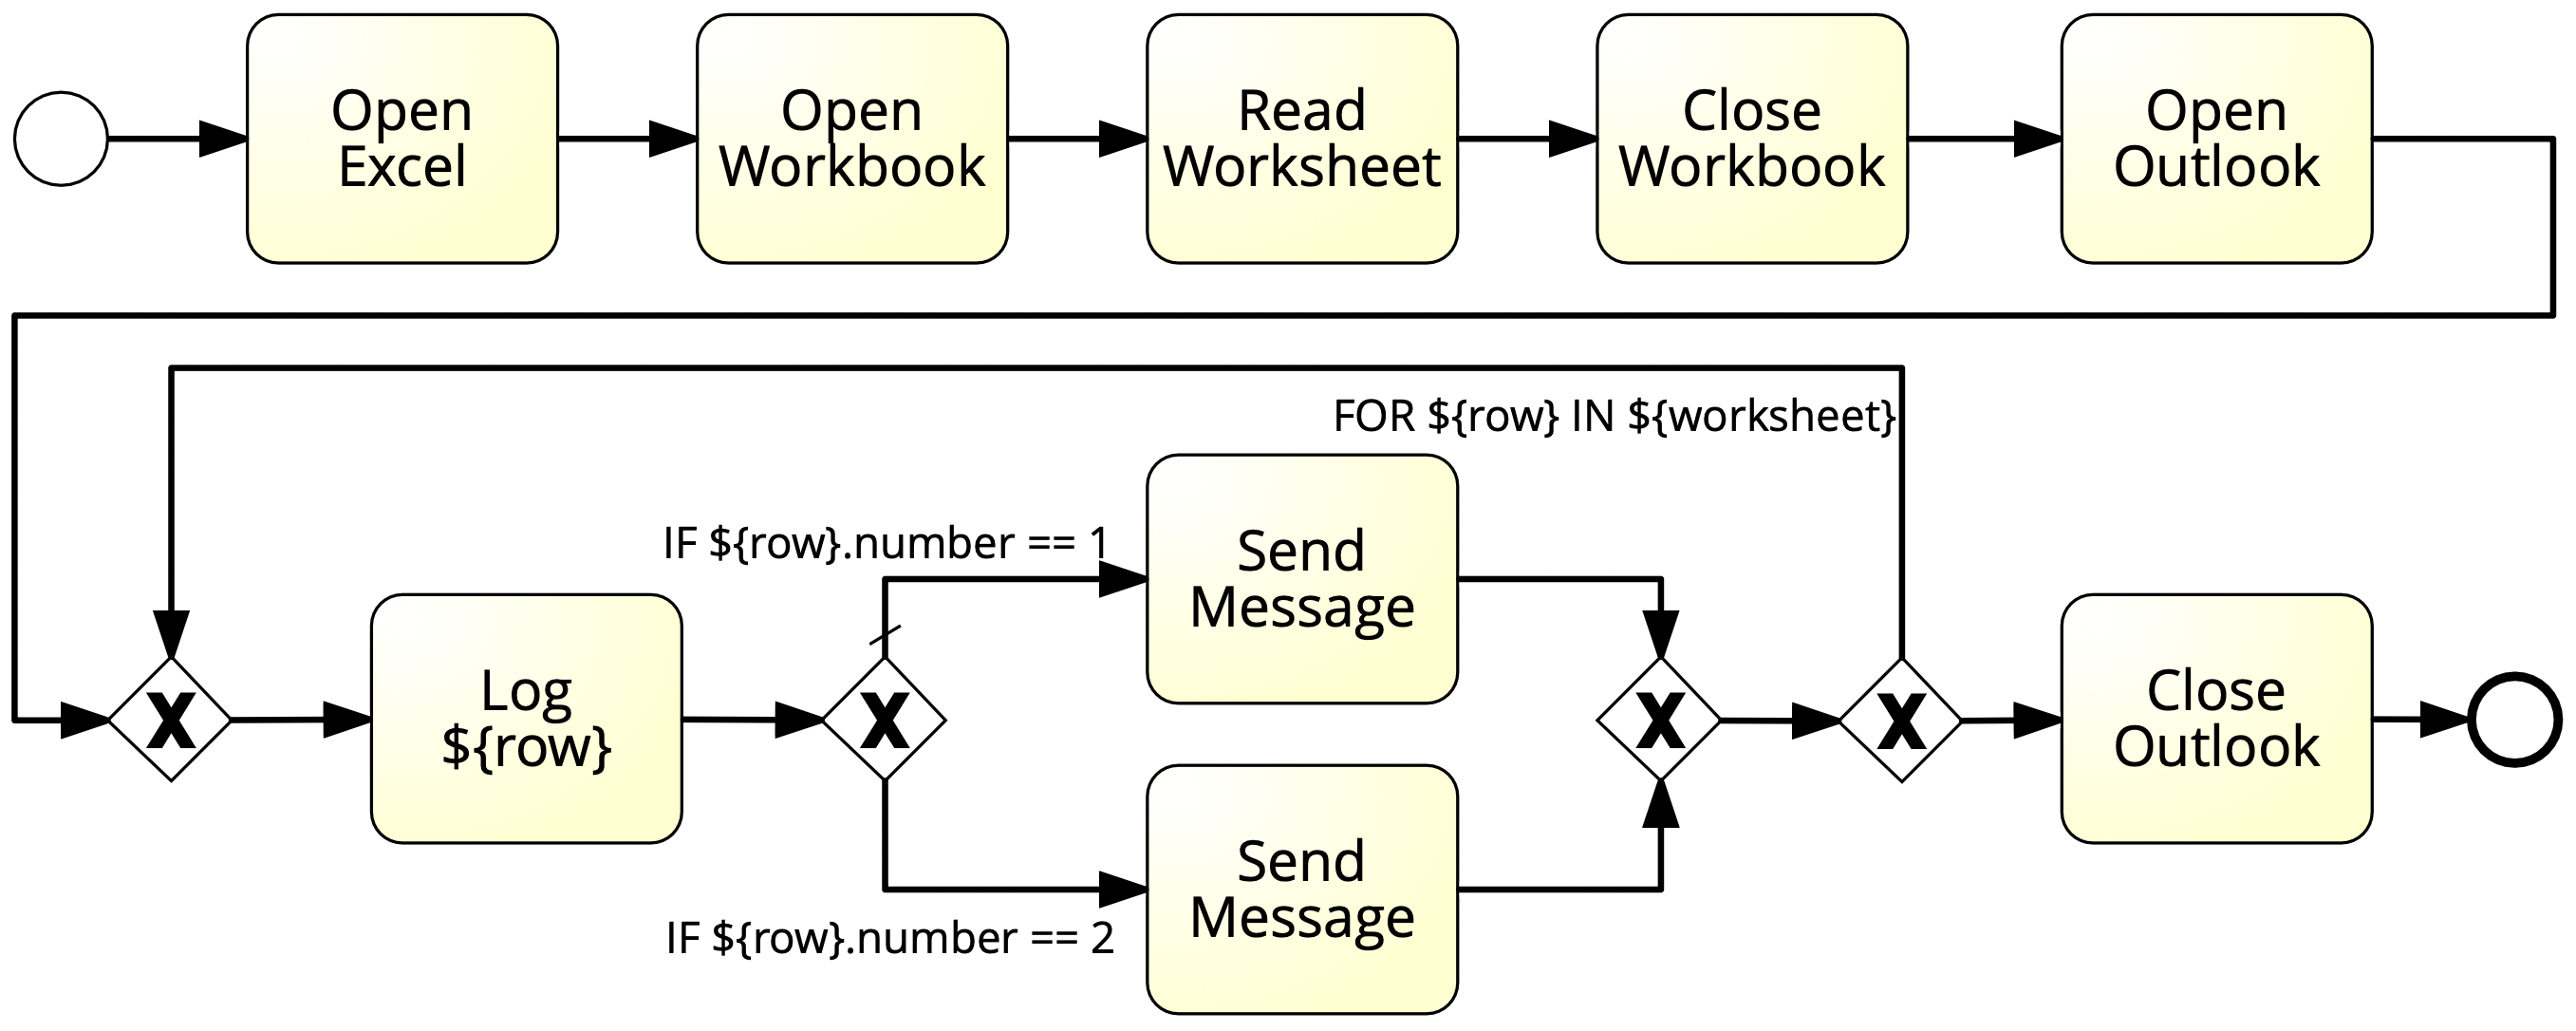 Open
Excel
Open
Workbook
Read
Worksheet
Close
Workbook
Open
Outlook
FOR ${row} IN ${worksheet}
IF ${row}.number == 1
Send
Message
Log
${row}
X
X
X
X
Close
Outlook
Send
Message
IF ${row}.number == 2